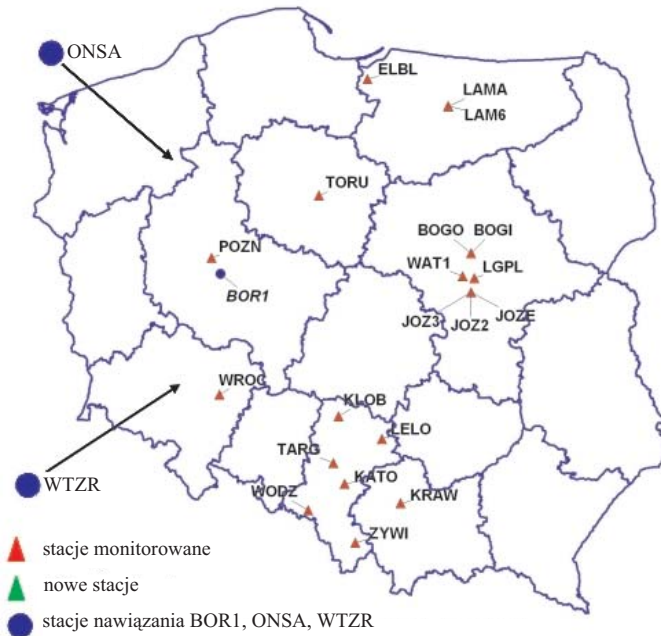 ONSA
ELBL
LAMA
LAM6
TORU
BOGO BOGI
POZN
WAT1 LGPL
BOR1
JOZ3 JOZ2 JOZE
WROC
KLOB
LELO
TARG
KATO
WTZR
WODZ
KRAW
ZYWI
stacje monitorowane
nowe stacje
stacje nawiązania BOR1, ONSA, WTZR